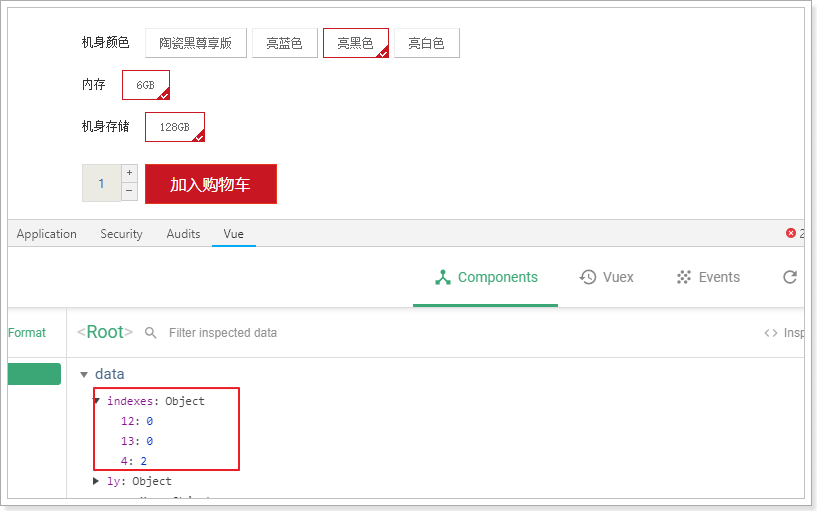 机身颜色 陶瓷黑尊享版 亮蓝色 亮黑色 亮白色
内存 6GB
机身存储 128GB
1 + − 加入购物车
Application Security Audits Vue 2
Components Vuex Events
Format <Root> Filter inspected data <> Insp
data
indexes: Object
12: 0
13: 0
4: 2
ly: Object